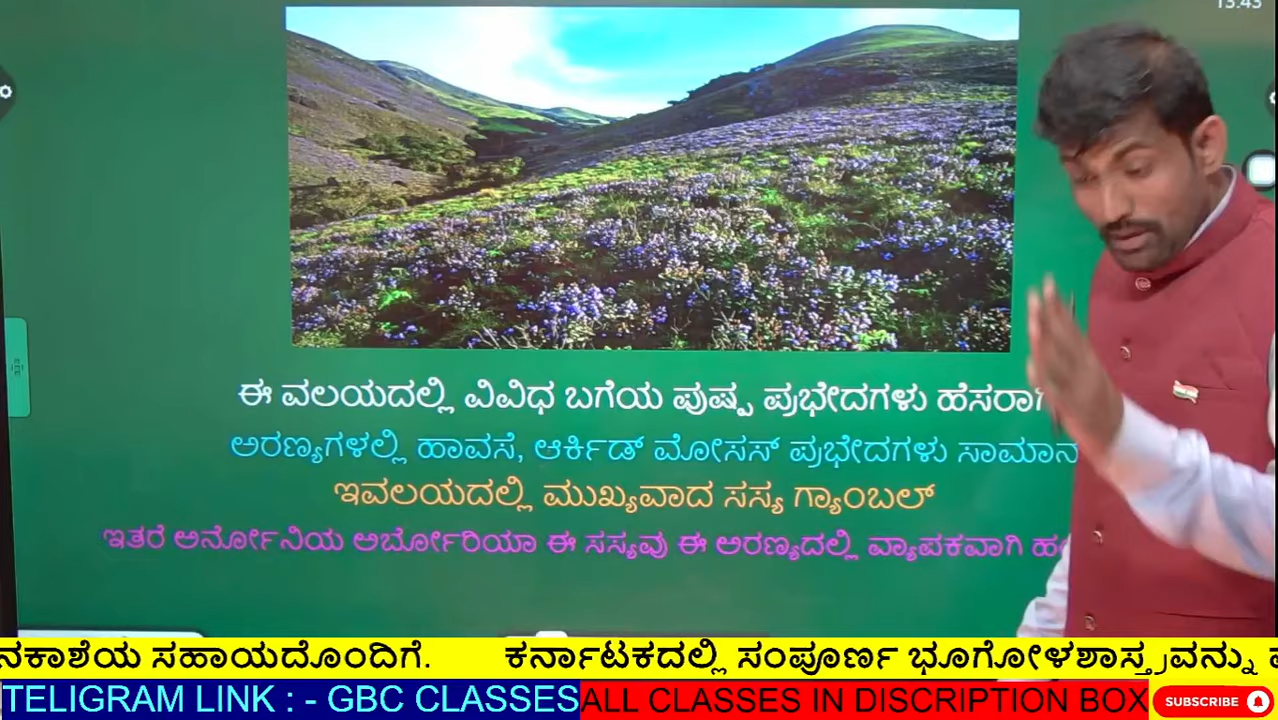 13:43
ಈ ವಲಯದಲ್ಲಿ ವಿವಿಧ ಬಗೆಯ ಪುಷ್ಪ ಪ್ರಭೇದಗಳು
ಅರಣ್ಯಗಳಲ್ಲಿ ಹಾವಸೆ, ಆರ್ಕಿಡ್ ಮೋಸಸ್ ಪ್ರಭೇದಗಳು
ಇವಲಯದಲ್ಲಿ ಮುಖ್ಯವಾದ ಸಸ್ಯ ಗ್ಯಾಂಬಲ್
ಇತರೆ ಅರ್ನೋನಿಯ ಅರ್ಬೋರಿಯಾ ಈ ಸಸ್ಯವು ಈ ಅರಣ್ಯದಲ್ಲಿ ವ್ಯಾಪಕವಾಗಿ
ನಕಾಶೆಯ ಸಹಾಯದೊಂದಿಗೆ. ಕರ್ನಾಟಕದಲ್ಲಿ ಸಂಪೂರ್ಣ ಭೂಗೋಳಶಾಸ್ತ್ರವನ್ನು
TELIGRAM LINK : - GBC CLASSES ALL CLASSES IN DISCRIPTION BOX SUBSCRIBE